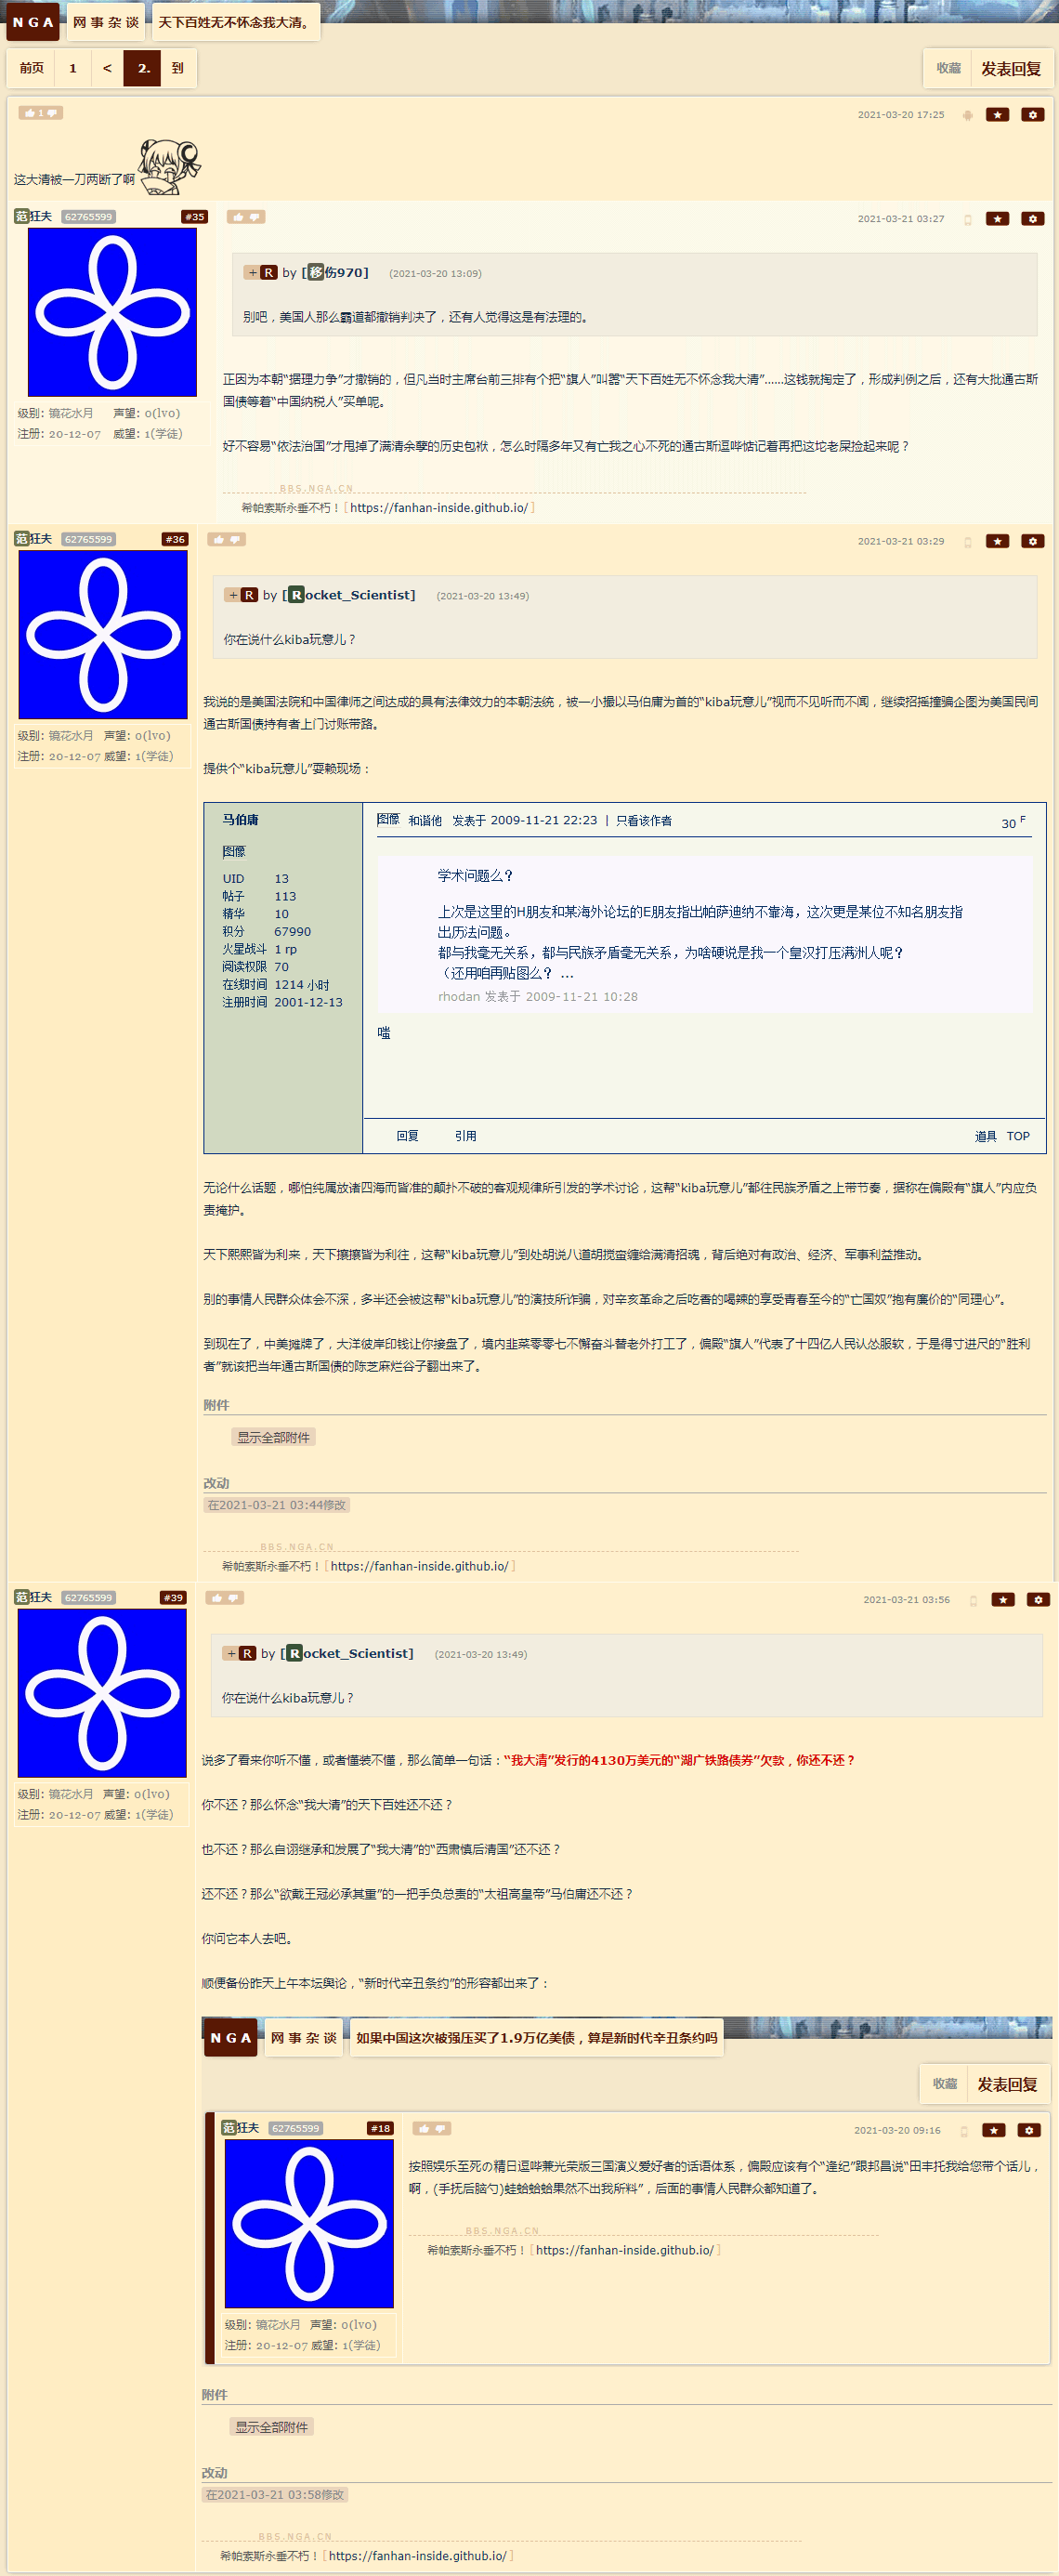 NGA 网事杂谈 天下百姓无不怀念我大清。
前页 1 < 2. 到 收藏 发表回复
1 2021-03-20 17:25
这大清被一刀两断了啊
范狂夫 62765599 #35 2021-03-21 03:27
+ R by [移伤970] (2021-03-20 13:09)
别吧，美国人那么霸道都撤销判决了，还有人觉得这是有法理的。
正因为本朝“据理力争”才撤销的，但凡当时主席台前三排有个把“旗人”叫嚣“天下百姓无不怀念我大清”……这钱就掏定了，形成判例之后，还有大批通古斯
国债等着“中国纳税人”买单呢。
好不容易“依法治国”才甩掉了满清余孽的历史包袱，怎么时隔多年又有亡我之心不死的通古斯逗哔惦记着再把这坨老屎捡起来呢？
级别: 镜花水月 声望: 0(lv0)
注册: 20-12-07 威望: 1(学徒)
BBS.NGA.CN
希帕索斯永垂不朽！ [ https://fanhan-inside.github.io/ ]
范狂夫 62765599 #36 2021-03-21 03:29
+ R by [Rocket_Scientist] (2021-03-20 13:49)
你在说什么kiba玩意儿？
级别: 镜花水月 声望: 0(lv0)
注册: 20-12-07 威望: 1(学徒)
我说的是美国法院和中国律师之间达成的具有法律效力的本朝法统，被一小撮以马伯庸为首的“kiba玩意儿”视而不见听而不闻，继续招摇撞骗企图为美国民间
通古斯国债持有者上门讨账带路。
提供个“kiba玩意儿”耍赖现场：
马伯庸
图像
UID 13
帖子 113
精华 10
积分 67990
火星战斗 1 rp
阅读权限 70
在线时间 1214 小时
注册时间 2001-12-13
图像 和谐他 发表于 2009-11-21 22:23 | 只看该作者 30 F
学术问题么？
上次是这里的H朋友和某海外论坛的E朋友指出帕萨迪纳不靠海，这次更是某位不知名朋友指
出历法问题。
都与我毫无关系，都与民族矛盾毫无关系，为啥硬说是我一个皇汉打压满洲人呢？
（还用咱再贴图么？ ...
rhodan 发表于 2009-11-21 10:28
嗤
回复 引用 道具 TOP
无论什么话题，哪怕纯属放诸四海而皆准的颠扑不破的客观规律所引发的学术讨论，这帮“kiba玩意儿”都往民族矛盾之上带节奏，据称在偏殿有“旗人”内应负
责掩护。
天下熙熙皆为利来，天下攘攘皆为利往，这帮“kiba玩意儿”到处胡说八道胡搅蛮缠给满清招魂，背后绝对有政治、经济、军事利益推动。
别的事情人民群众体会不深，多半还会被这帮“kiba玩意儿”的演技所诈骗，对辛亥革命之后吃香的喝辣的享受青春至今的“亡国奴”抱有廉价的“同理心”。
到现在了，中美摊牌了，大洋彼岸印钱让你接盘了，境内韭菜零零七不懈奋斗替老外打工了，偏殿“旗人”代表了十四亿人民认怂服软，于是得寸进尺的“胜利
者”就该把当年通古斯国债的陈芝麻烂谷子翻出来了。
附件
显示全部附件
改动
在2021-03-21 03:44修改
BBS.NGA.CN
希帕索斯永垂不朽！ [ https://fanhan-inside.github.io/ ]
范狂夫 62765599 #39 2021-03-21 03:56
+ R by [Rocket_Scientist] (2021-03-20 13:49)
你在说什么kiba玩意儿？
级别: 镜花水月 声望: 0(lv0)
注册: 20-12-07 威望: 1(学徒)
说多了看来你听不懂，或者懂装不懂，那么简单一句话：“我大清”发行的4130万美元的“湖广铁路债券”欠款，你还不还？
你不还？那么怀念“我大清”的天下百姓还不还？
也不还？那么自诩继承和发展了“我大清”的“西肃慎后清国”还不还？
还不还？那么“欲戴王冠必承其重”的一把手负总责的“太祖高皇帝”马伯庸还不还？
你问它本人去吧。
顺便备份昨天上午本坛舆论，“新时代辛丑条约”的形容都出来了：
NGA 网事杂谈 如果中国这次被强压买了1.9万亿美债，算是新时代辛丑条约吗
收藏 发表回复
范狂夫 62765599 #18 2021-03-20 09:16
按照娱乐至死の精日逗哔兼光荣版三国演义爱好者的话语体系，偏殿应该有个“逢纪”跟邦昌说“田丰托我给您带个话儿，
啊，(手抚后脑勺)蛙蛤蛤蛤果然不出我所料”，后面的事情人民群众都知道了。
BBS.NGA.CN
希帕索斯永垂不朽！ [ https://fanhan-inside.github.io/ ]
级别: 镜花水月 声望: 0(lv0)
注册: 20-12-07 威望: 1(学徒)
附件
显示全部附件
改动
在2021-03-21 03:58修改
BBS.NGA.CN
希帕索斯永垂不朽！ [ https://fanhan-inside.github.io/ ]